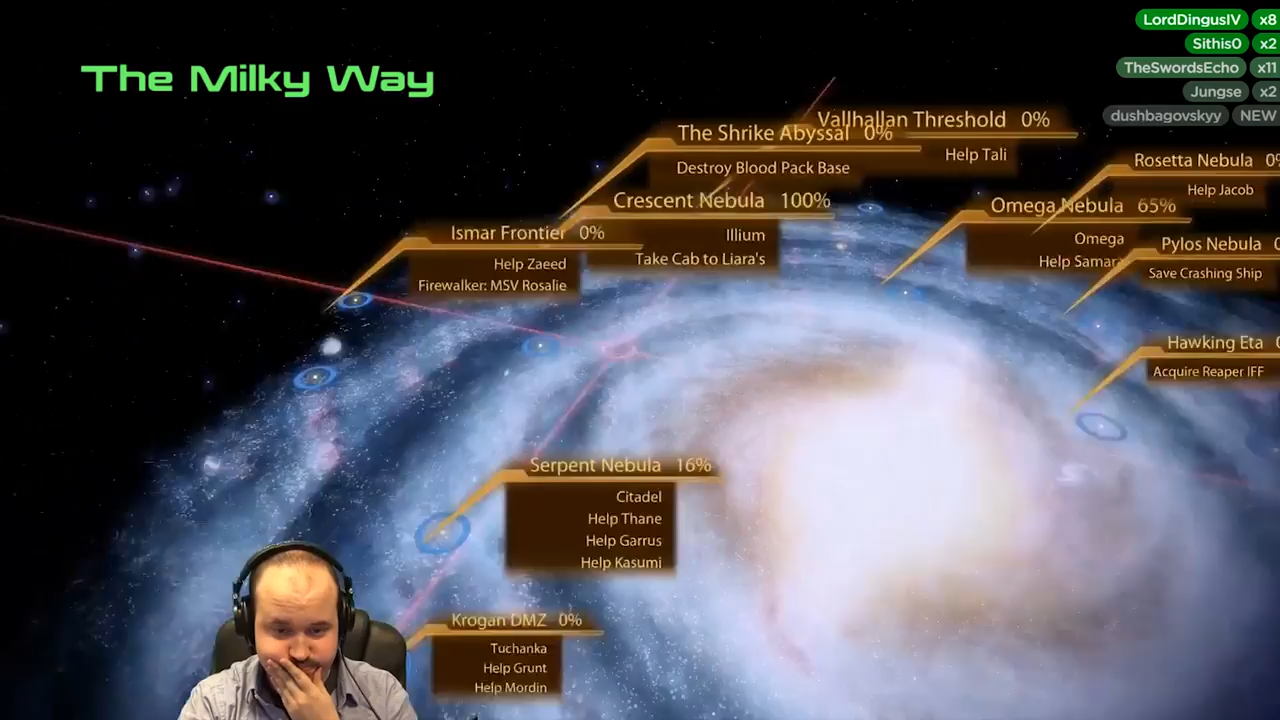 The Milky Way
LordDingusIV x8
Sithis0 x2
TheSwordsEcho x11
Jungse x2
dushbagovskyy NEW
Vallhallan Threshold 0%
Help Tali
The Shrike Abyssal 0%
Destroy Blood Pack Base
Rosetta Nebula 0%
Help Jacob
Crescent Nebula 100%
Illium
Take Cab to Liara's
Omega Nebula 65%
Omega
Help Samara
Ismar Frontier 0%
Help Zaeed
Firewalker: MSV Rosalie
Pylos Nebula 0
Save Crashing Ship
Hawking Eta 0
Acquire Reaper IFF
Serpent Nebula 16%
Citadel
Help Thane
Help Garrus
Help Kasumi
Krogan DMZ 0%
Tuchanka
Help Grunt
Help Mordin